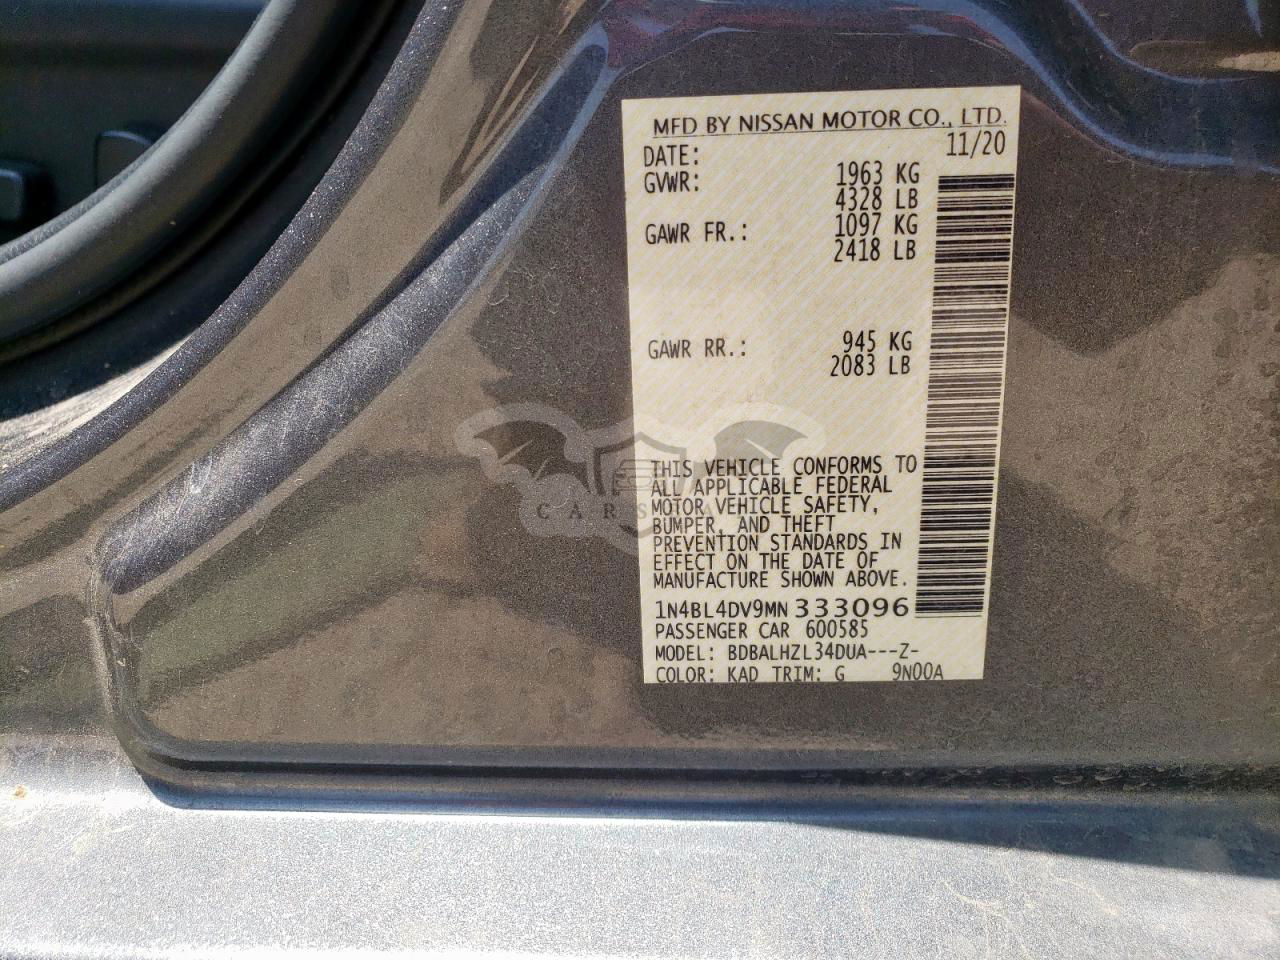 MFD BY NISSAN MOTOR CO., LTD.
DATE: 11/20
GVWR: 1963 KG
4328 LB
GAWR FR.: 1097 KG
2418 LB
GAWR RR.: 945 KG
2083 LB
THIS VEHICLE CONFORMS TO
ALL APPLICABLE FEDERAL
MOTOR VEHICLE SAFETY,
BUMPER, AND THEFT
PREVENTION STANDARDS IN
EFFECT ON THE DATE OF
MANUFACTURE SHOWN ABOVE.
1N4BL4DV9MN333096
PASSENGER CAR 600585
MODEL: BDBALHZL34DUA---Z-
COLOR: KAD TRIM: G 9N00A